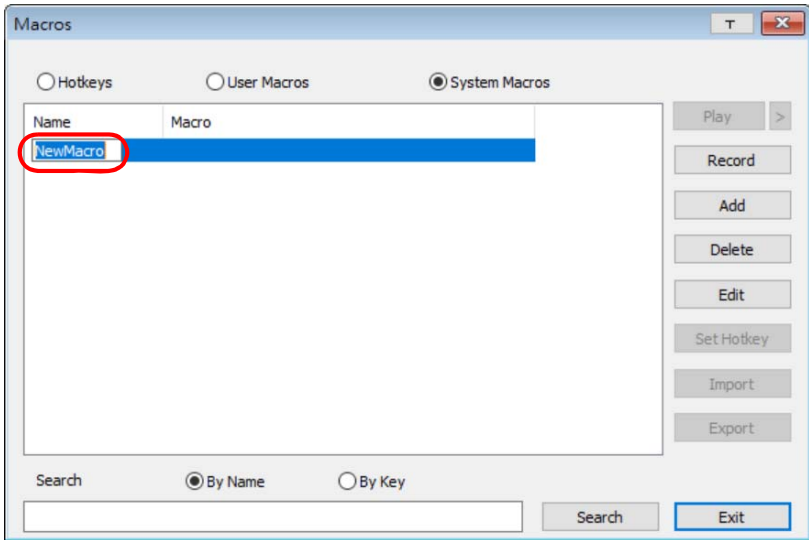 Macros
Hotkeys User Macros System Macros
Name Macro
NewMacro
Play >
Record
Add
Delete
Edit
Set Hotkey
Import
Export
Search By Name By Key
Search Exit